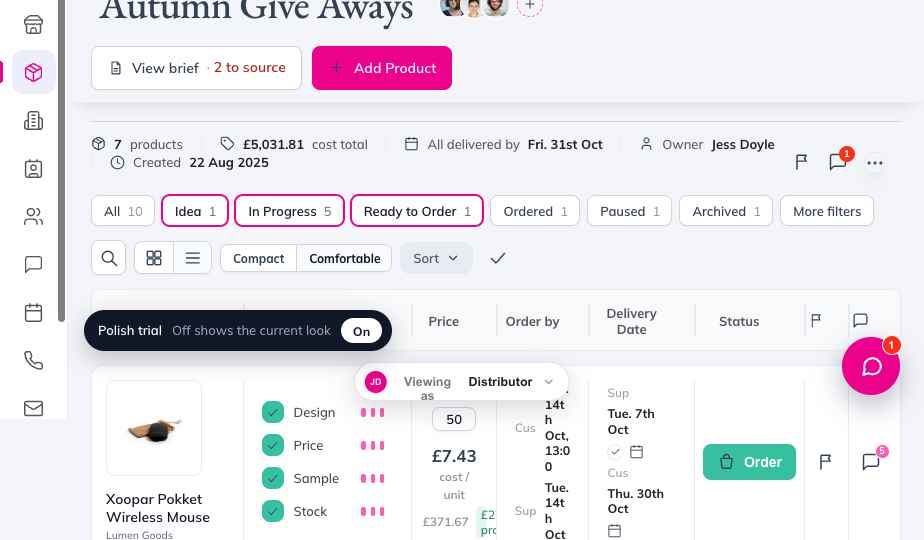 Autumn Give Aways
View brief · 2 to source
Add Product
7 products
£5,031.81 cost total
All delivered by Fri. 31st Oct
Owner Jess Doyle
Created 22 Aug 2025
1
All 10
Idea 1
In Progress 5
Ready to Order 1
Ordered 1
Paused 1
Archived 1
More filters
Compact
Comfortable
Sort
Polish trial Off shows the current look On
Price
Order by
Delivery
Date
Status
1
JD
Viewing
as
Distributor
Xoopar Pokket
Wireless Mouse
Lumen Goods
Design
Price
Sample
Stock
50
£7.43
cost /
unit
£371.67
Cus
14t
h
Oct,
13:0
0
Sup
Tue.
14t
h
Oct
Sup
Tue. 7th
Oct
Cus
Thu. 30th
Oct
Order
5